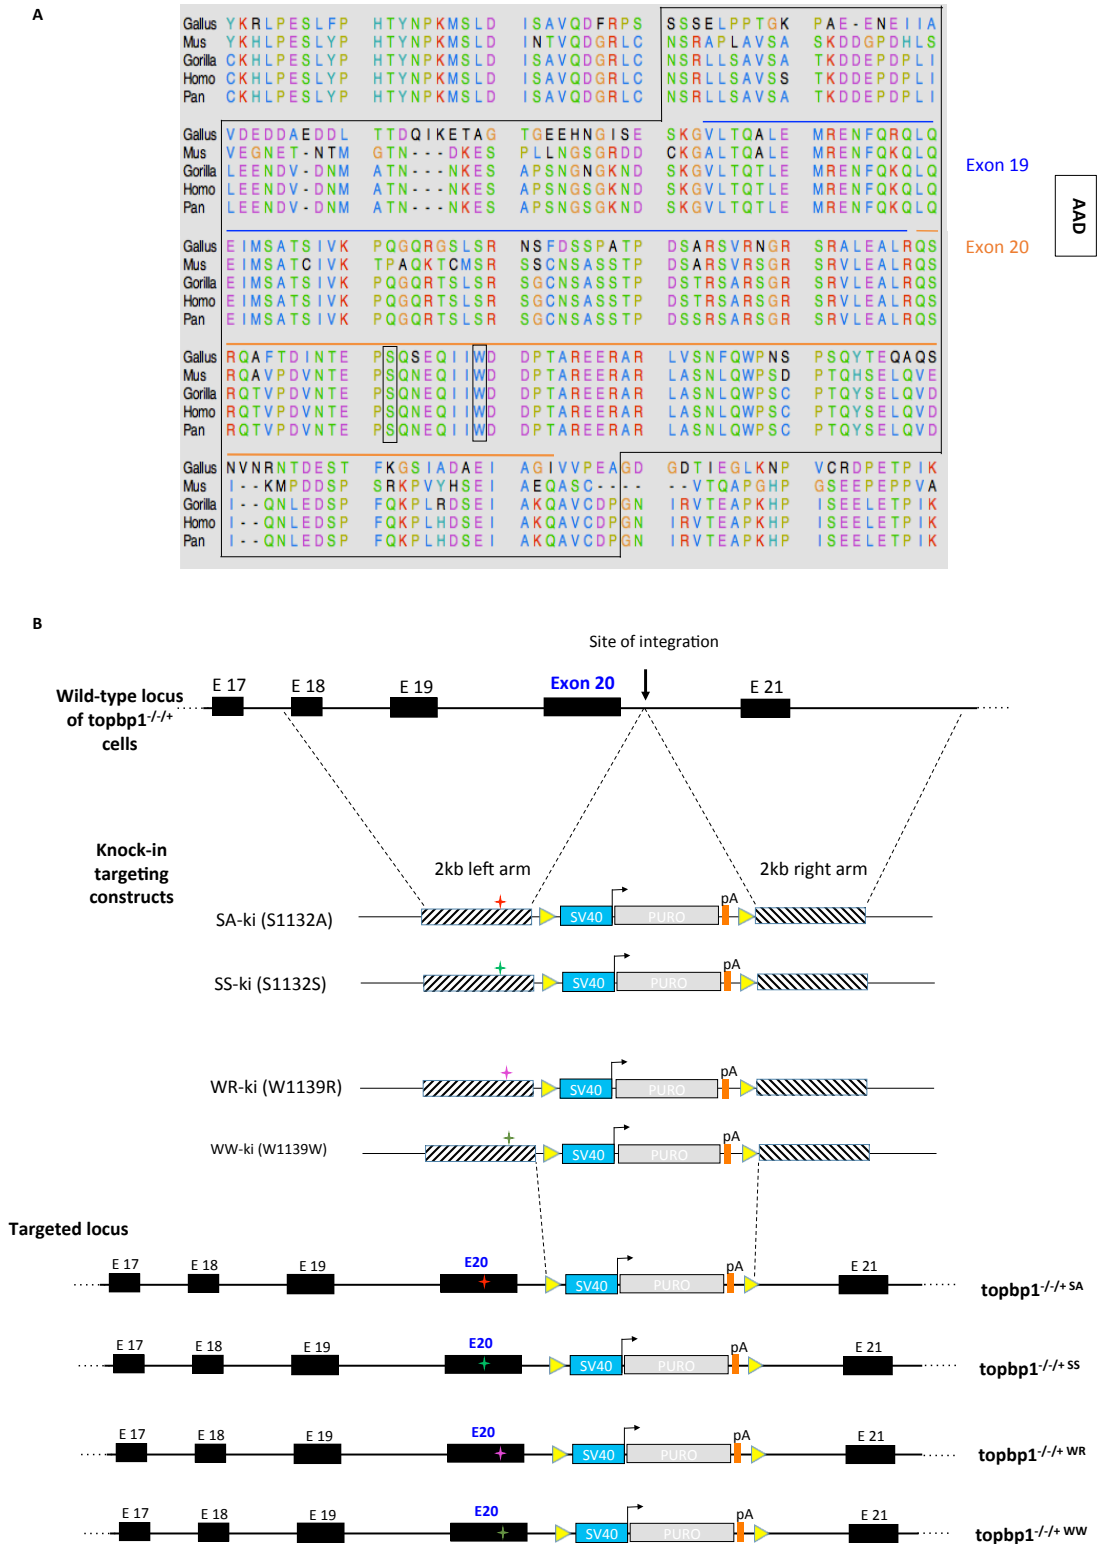 A
Gallus YKRLPESLFP HTYNPKMSLD ISAVQDFRPS SSSELPPTGK PAE-ENEIIA
Mus YKHLPESLYP HTYNPKMSLD INTVQDGRLC NSRAPLAVSA SKDDGPDHLS
Gorilla CKHLPESLYP HTYNPKMSLD ISAVQDGRLC NSRLLSAVSA TKDDEPDPLI
Homo CKHLPESLYP HTYNPKMSLD ISAVQDGRLC NSRLLSAVSS TKDDEPDPLI
Pan CKHLPESLYP HTYNPKMSLD ISAVQDGRLC NSRLLSAVSA TKDDEPDPLI
Gallus VDEDDAEDDL TTDQIKETAG TGEEHNGISE SKGVLTQALE MRENFQRQLQ
Mus VEGNET-NTM GTN---DKES PLLNGSGRDD CKGALTQALE MRENFQKQLQ
Gorilla LEENDV-DNM ATN---NKES APSNGNGKND SKGVLTQTLE MRENFQKQLQ
Homo LEENDV-DNM ATN---NKES APSNGSGKND SKGVLTQTLE MRENFQKQLQ
Pan LEENDV-DNM ATN---NKES APSNGSGKND SKGVLTQTLE MRENFQKQLQ
Exon 19
AAD
Gallus EIMSATSIVK PQGQRGSLSR NSFDSSPATP DSARSVRNGR SRALEALRQS
Mus EIMSATCIVK TPAQKTCMSR SSCNSASSTP DSARSVRSGR SRVLEALRQS
Gorilla EIMSATSIVK PQGQRTSLSR SGCNSASSTP DSTRSARSGR SRVLEALRQS
Homo EIMSATSIVK PQGQRTSLSR SGCNSASSTP DSTRSARSGR SRVLEALRQS
Pan EIMSATSIVK PQGQRTSLSR SGCNSASSTP DSSRSARSGR SRVLEALRQS
Exon 20
Gallus RQAFTDINTE PSQSEQIIWD DPTAREERAR LVSNFQWPNS PSQYTEQAQS
Mus RQAVPDVNTE PSQNEQIIWD DPTAREERAR LASNLQWPSD PTQHSELQVE
Gorilla RQTVPDVNTE PSQNEQIIWD DPTAREERAR LASNLQWPSC PTQYSELQVD
Homo RQTVPDVNTE PSQNEQIIWD DPTAREERAR LASNLQWPSC PTQYSELQVD
Pan RQTVPDVNTE PSQNEQIIWD DPTAREERAR LASNLQWPSC PTQYSELQVD
Gallus NVNRNTDEST FKGSIADAEI AGIVVPEAGD GDTIEGLKNP VCRDPETPIK
Mus I--KMPDDSP SRKPVYHSEI AEQASC---- --VTQAPGHP GSEEPEPPVA
Gorilla I--QNLEDSP FQKPLRDSEI AKQAVCDPGN IRVTEAPKHP ISEELETPIK
Homo I--QNLEDSP FQKPLHDSEI AKQAVCDPGN IRVTEAPKHP ISEELETPIK
Pan I--QNLEDSP FQKPLHDSEI AKQAVCDPGN IRVTEAPKHP ISEELETPIK
B
Site of integration
E 17 E 18 E 19 Exon 20 E 21
Wild-type locus
of topbp1-/-/+
cells
Knock-in
targeting
constructs
2kb left arm 2kb right arm
SA-ki (S1132A) SV40 PURO pA
SS-ki (S1132S) SV40 PURO pA
WR-ki (W1139R) SV40 PURO pA
WW-ki (W1139W) SV40 PURO pA
Targeted locus
E 17 E 18 E 19 E20 SV40 PURO pA E 21 topbp1-/-/+ SA
E 17 E 18 E 19 E20 SV40 PURO pA E 21 topbp1-/-/+ SS
E 17 E 18 E 19 E20 SV40 PURO pA E 21 topbp1-/-/+ WR
E 17 E 18 E 19 E20 SV40 PURO pA E 21 topbp1-/-/+ WW